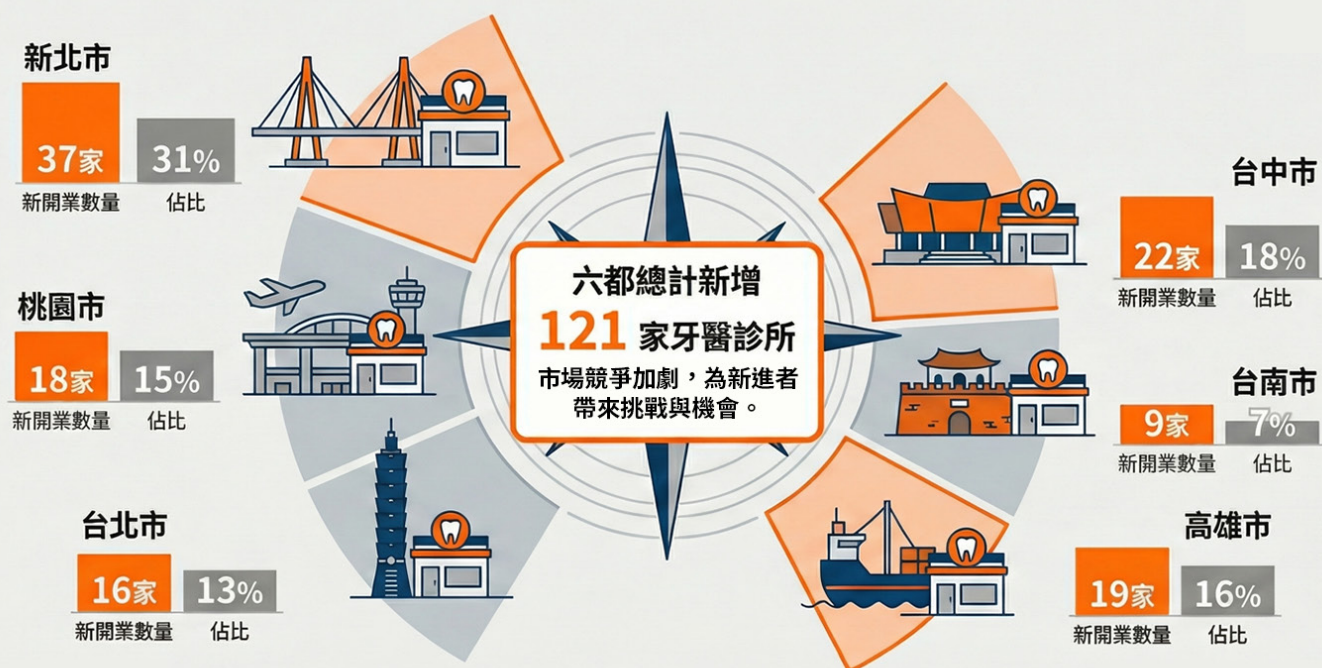 新北市
37家
31%
新開業數量
佔比
桃園市
18家
15%
新開業數量
佔比
台北市
16家
13%
新開業數量
佔比
六都總計新增
121 家牙醫診所
市場競爭加劇，為新進者
帶來挑戰與機會。
台中市
22家
18%
新開業數量
佔比
台南市
9家
7%
新開業數量
佔比
高雄市
19家
16%
新開業數量
佔比